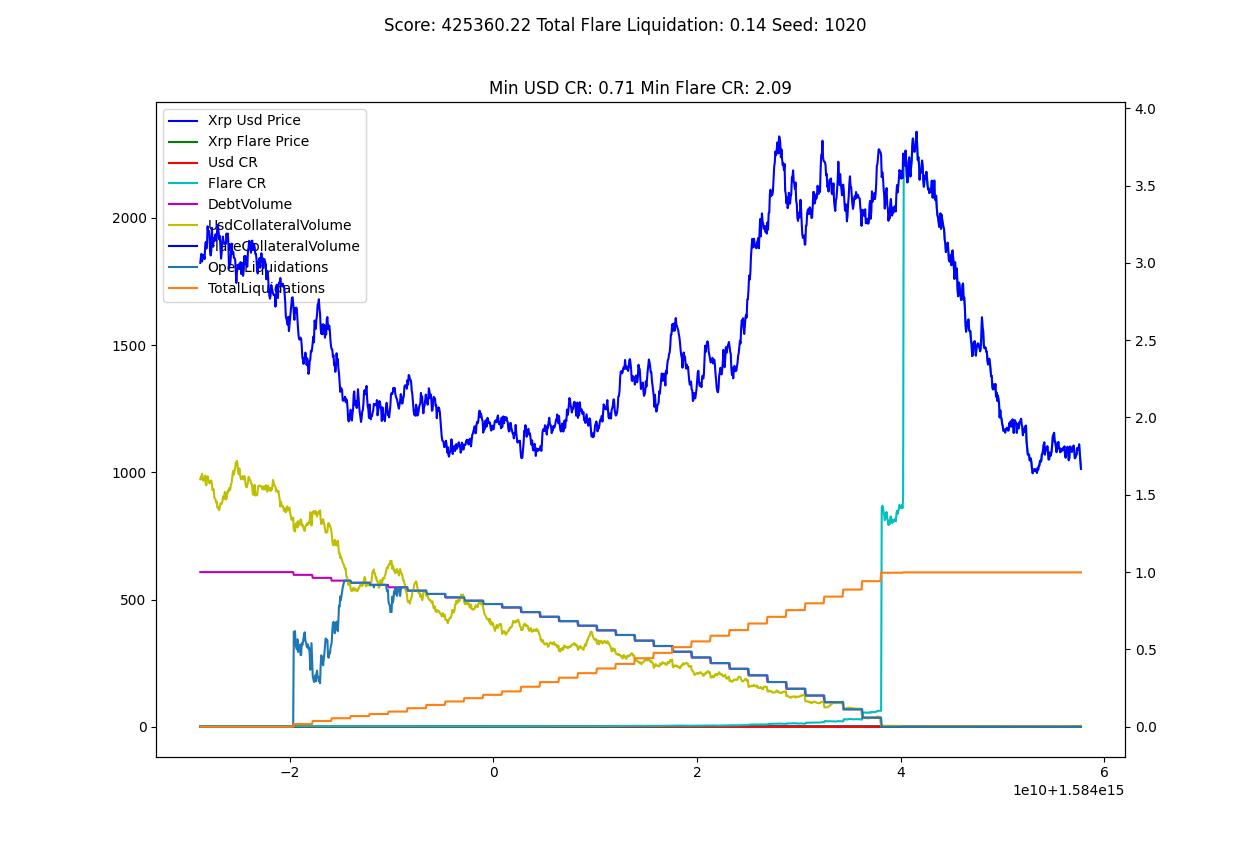 Score: 425360.22 Total Flare Liquidation: 0.14 Seed: 1020
Min USD CR: 0.71 Min Flare CR: 2.09
Xrp Usd Price
Xrp Flare Price
Usd CR
Flare CR
DebtVolume
UsdCollateralVolume
FlareCollateralVolume
OpenLiquidations
TotalLiquidations
2000
1500
1000
500
0
4.0
3.5
3.0
2.5
2.0
1.5
1.0
0.5
0.0
−2
0
2
4
6
1e10+1.584e15